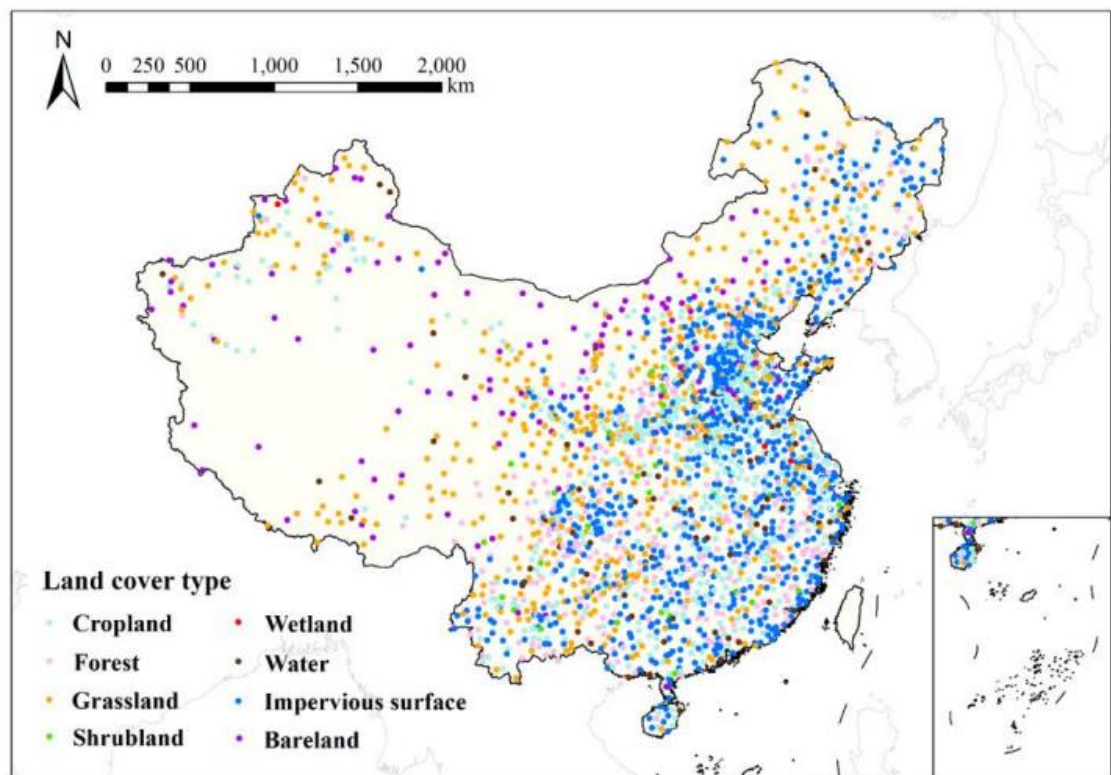 N
0 250 500 1,000 1,500 2,000
km
Land cover type
Cropland
Forest
Grassland
Shrubland
Wetland
Water
Impervious surface
Bareland